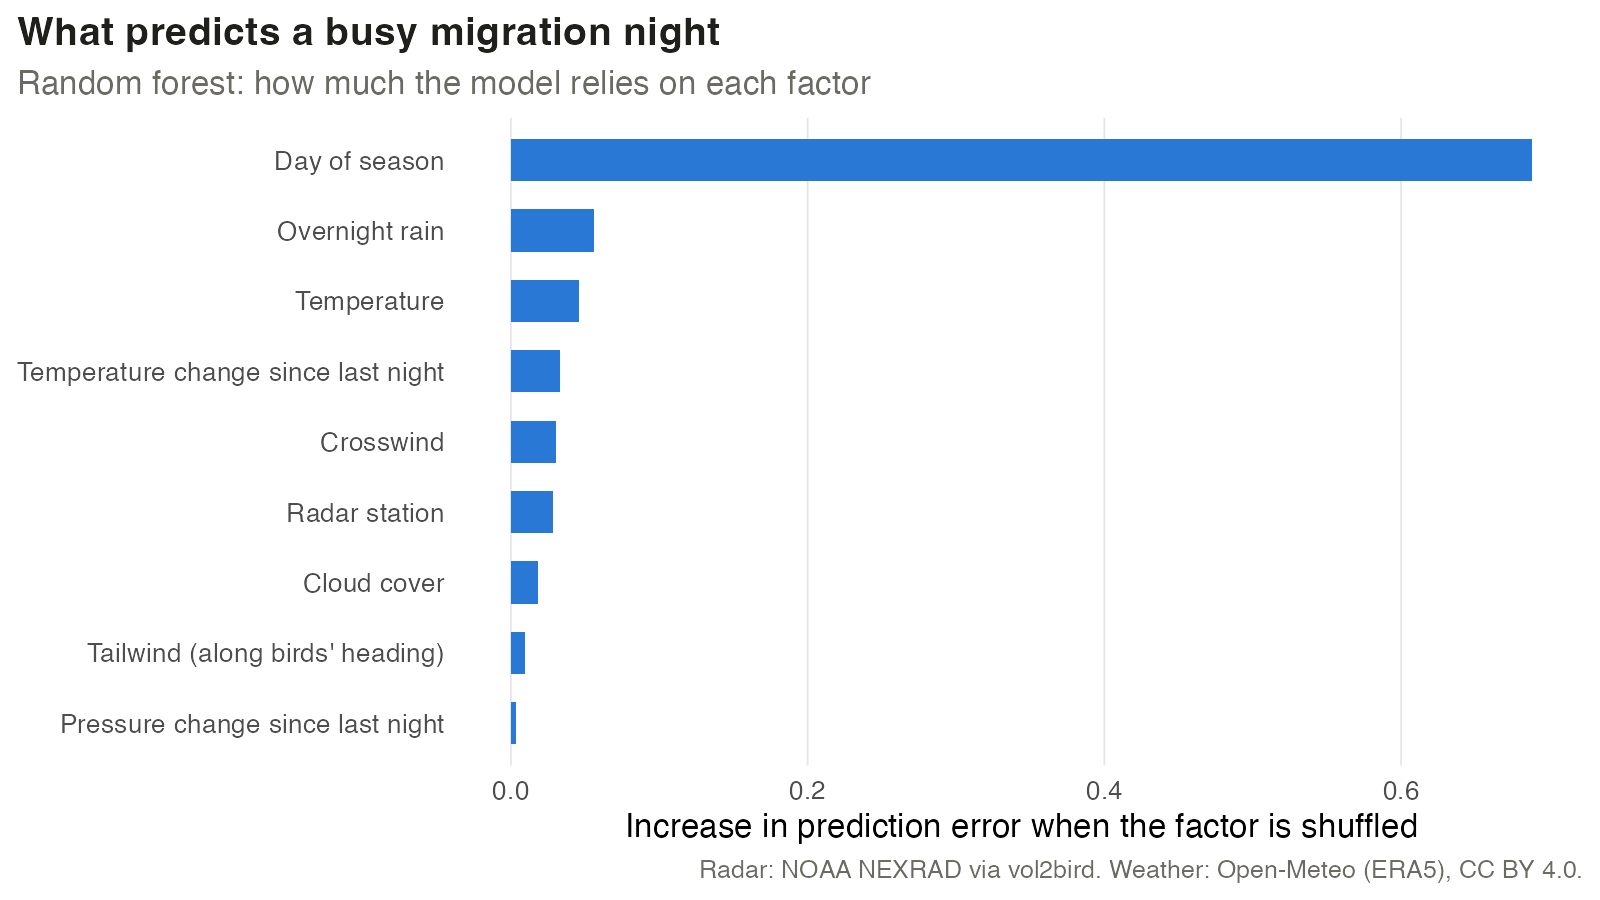 What predicts a busy migration night
Random forest: how much the model relies on each factor
Day of season
Overnight rain
Temperature
Temperature change since last night
Crosswind
Radar station
Cloud cover
Tailwind (along birds' heading)
Pressure change since last night
0.0 0.2 0.4 0.6
Increase in prediction error when the factor is shuffled
Radar: NOAA NEXRAD via vol2bird. Weather: Open-Meteo (ERA5), CC BY 4.0.